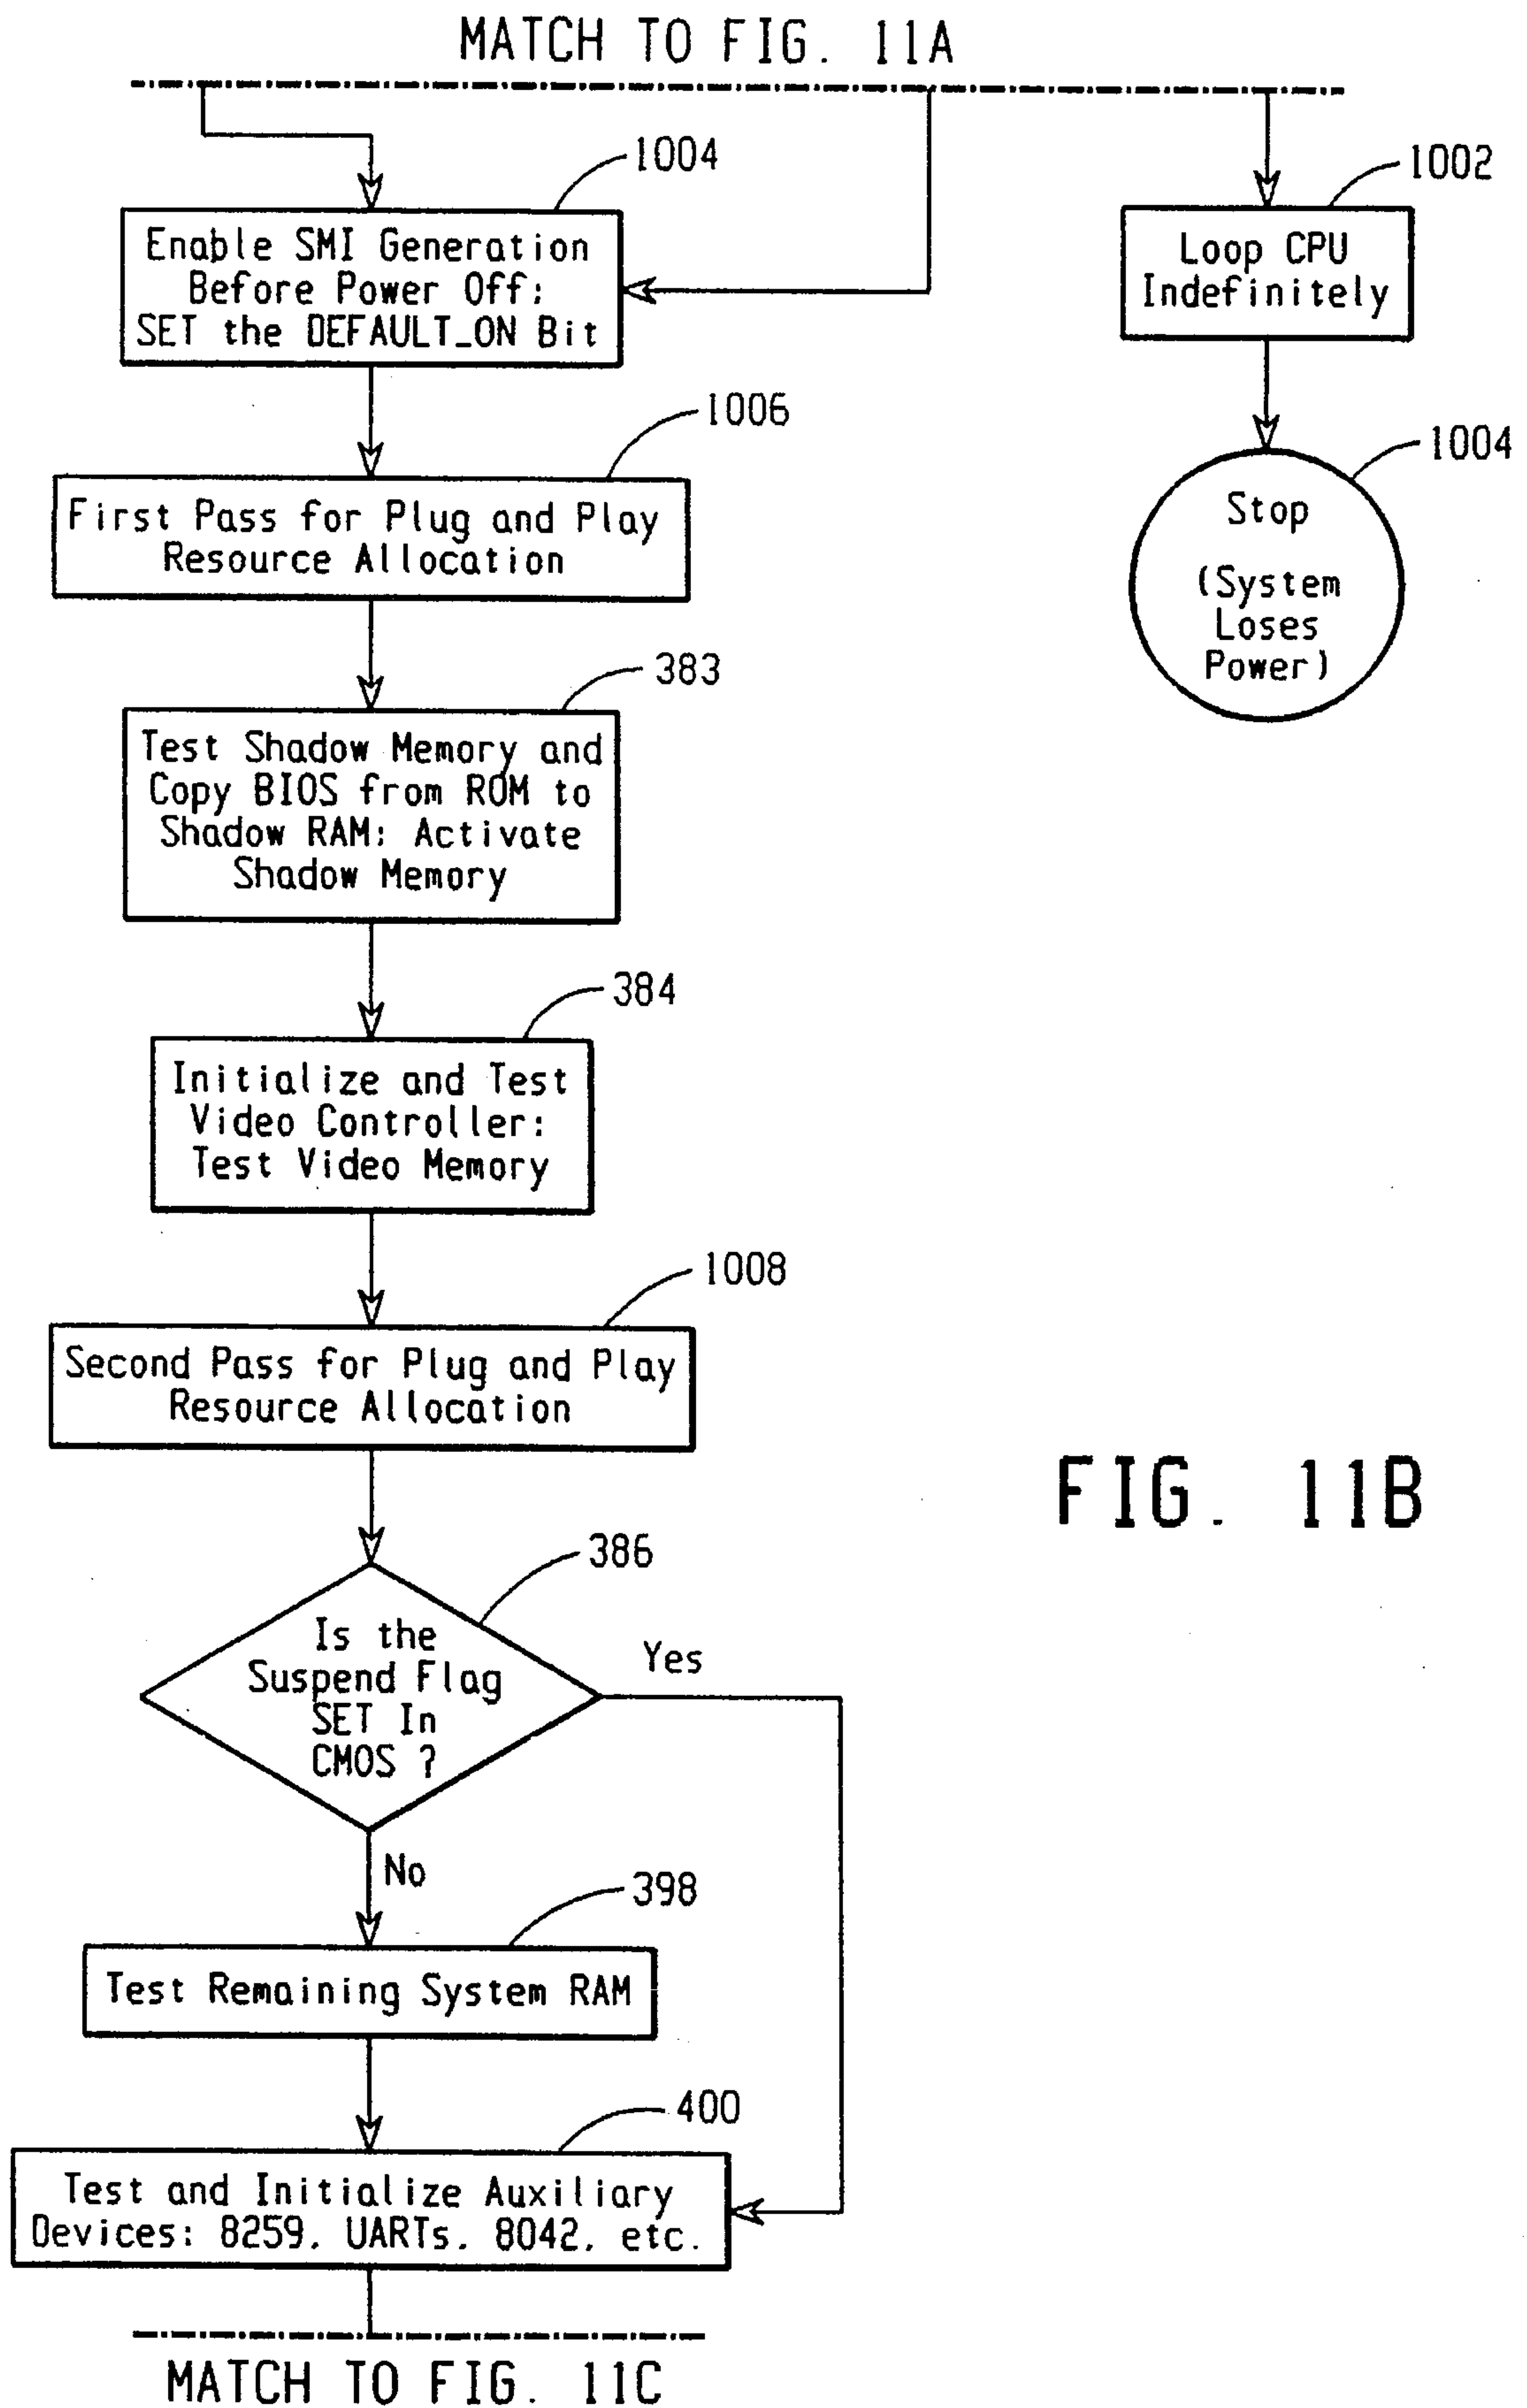 MATCH TO FIG. 11A
1004
Enable SMI Generation
Before Power Off;
SET the DEFAULT_ON Bit
1002
Loop CPU
Indefinitely
1006
First Pass for Plug and Play
Resource Allocation
1004
Stop
(System
Loses
Power)
383
Test Shadow Memory and
Copy BIOS from ROM to
Shadow RAM; Activate
Shadow Memory
384
Initialize and Test
Video Controller;
Test Video Memory
1008
Second Pass for Plug and Play
Resource Allocation
FIG. 11B
386
Is the
Suspend Flag
SET In
CMOS ?
Yes
No
398
Test Remaining System RAM
400
Test and Initialize Auxiliary
Devices: 8259, UARTs, 8042, etc.
MATCH TO FIG. 11C